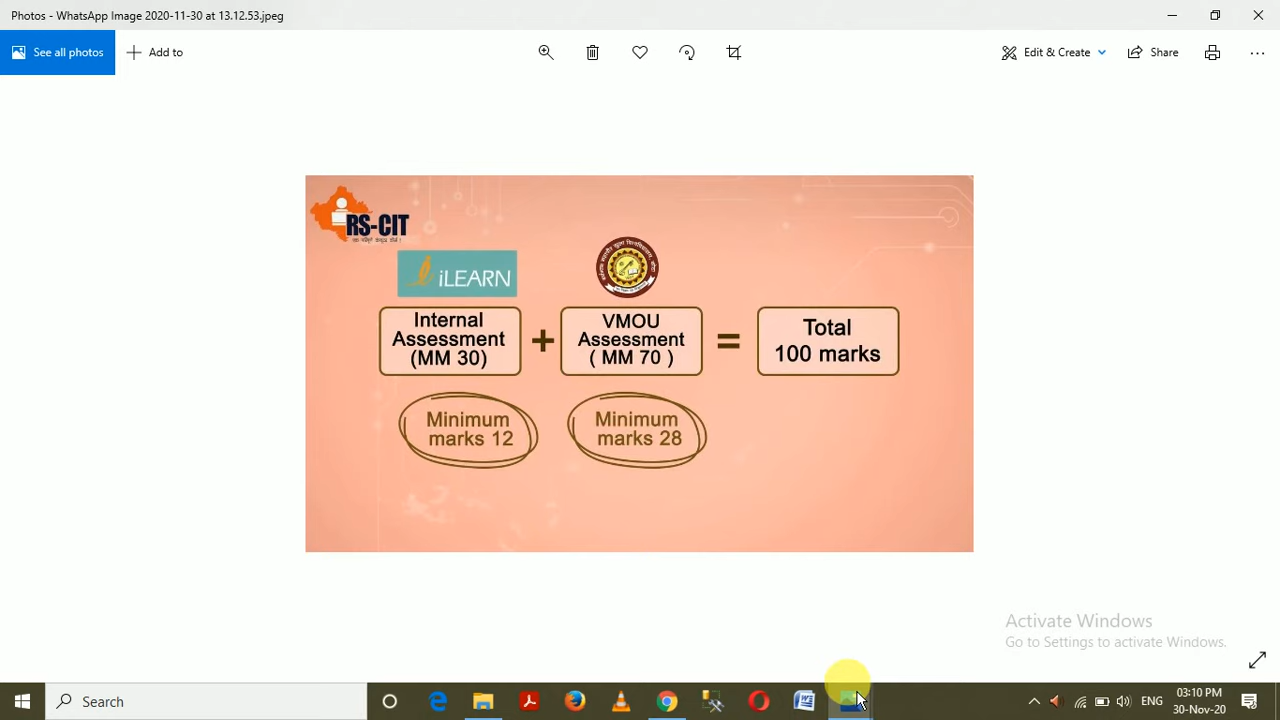 Photos - WhatsApp Image 2020-11-30 at 13.12.53.jpeg
See all photos
Add to
Edit & Create
Share
RS-CIT
iLEARN
Internal
Assessment
(MM 30)
+
VMOU
Assessment
( MM 70 )
=
Total
100 marks
Minimum
marks 12
Minimum
marks 28
Activate Windows
Go to Settings to activate Windows.
Search
ENG
03:10 PM
30-Nov-20